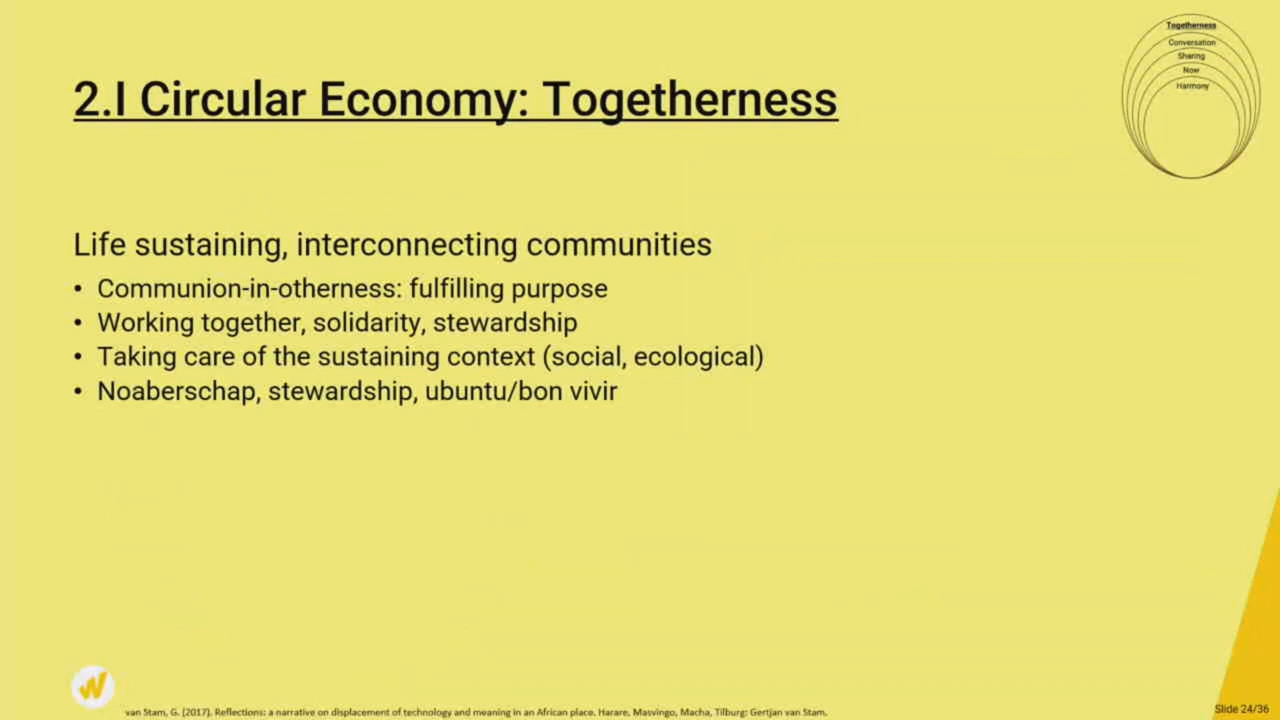 Togetherness
Conversation
Sharing
Now
Harmony
2.I Circular Economy: Togetherness
Life sustaining, interconnecting communities
• Communion-in-otherness: fulfilling purpose
• Working together, solidarity, stewardship
• Taking care of the sustaining context (social, ecological)
• Noaberschap, stewardship, ubuntu/bon vivir
van Stam, G. (2017). Reflections: a narrative on displacement of technology and meaning in an African place. Harare, Masvingo, Macha, Tilburg: Gertjan van Stam.
Slide 24/36